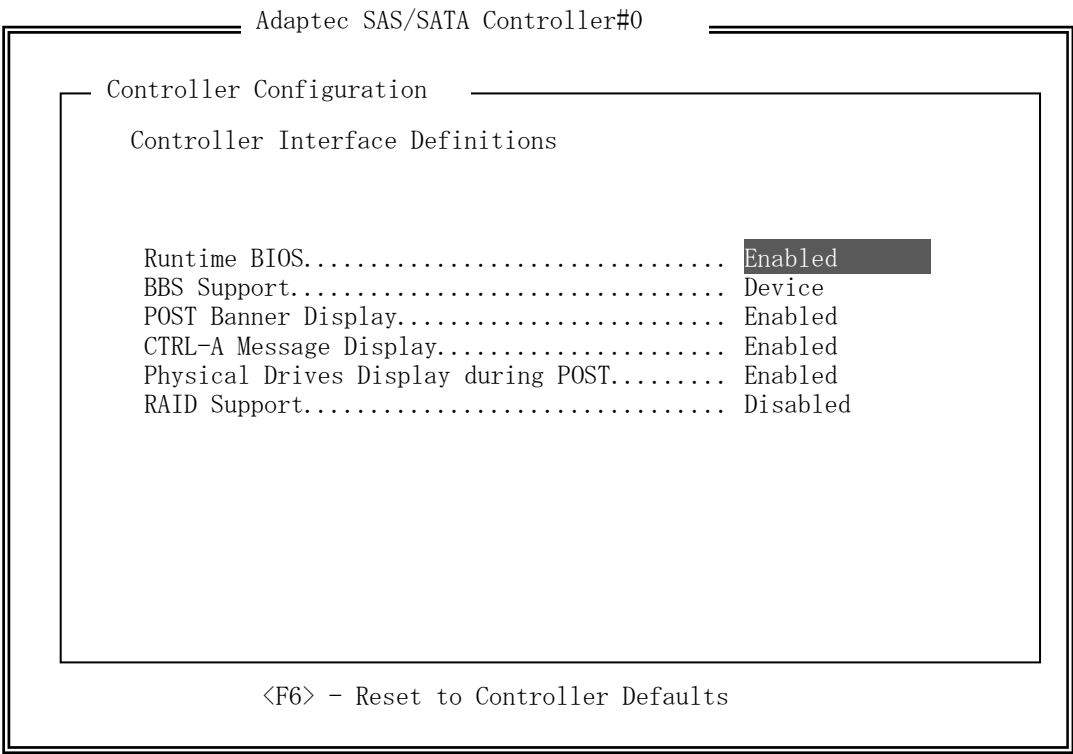 Adaptec SAS/SATA Controller#0
Controller Configuration
Controller Interface Definitions
Runtime BIOS................................ Enabled
BBS Support................................. Device
POST Banner Display......................... Enabled
CTRL-A Message Display...................... Enabled
Physical Drives Display during POST......... Enabled
RAID Support................................ Disabled
<F6> - Reset to Controller Defaults